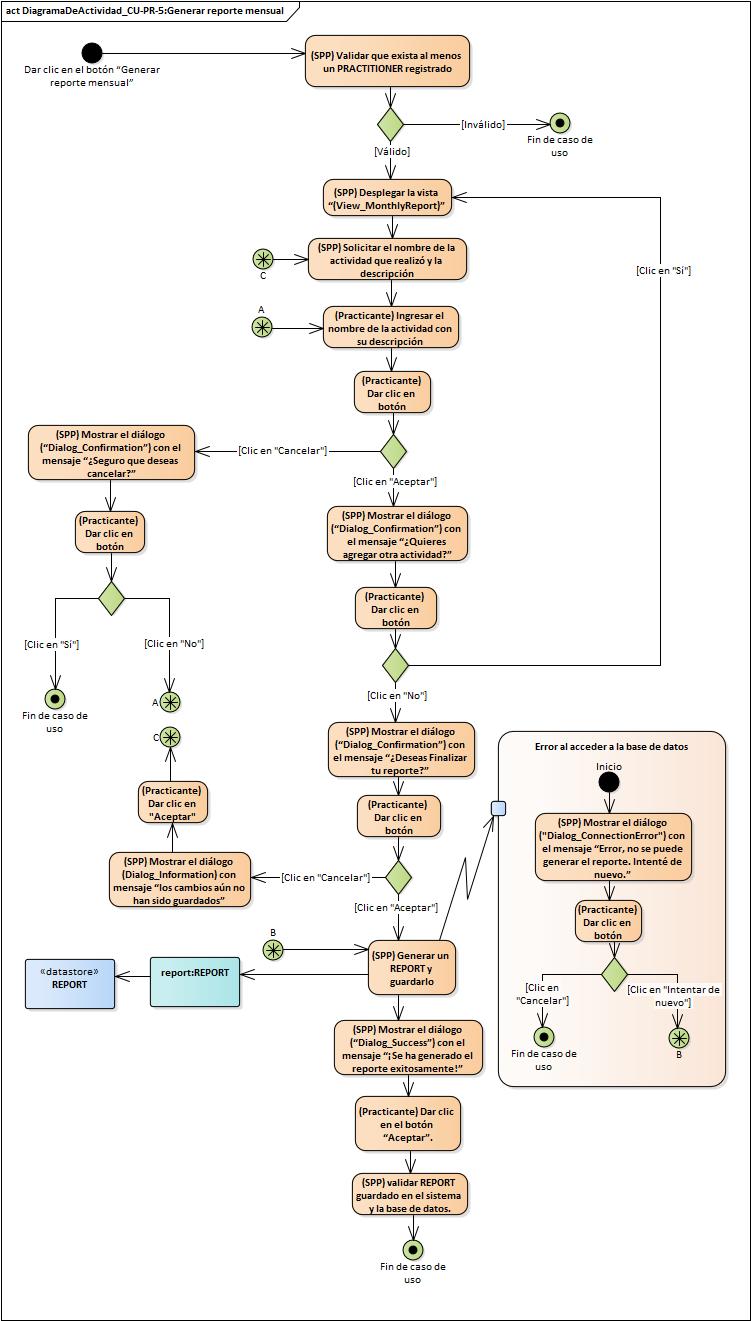 act DiagramaDeActividad_CU-PR-5:Generar reporte mensual
Dar clic en el botón “Generar
reporte mensual”
(SPP) Validar que exista al menos
un PRACTITIONER registrado
[Inválido]
Fin de caso de
uso
[Válido]
(SPP) Desplegar la vista
“(View_MonthlyReport)”
(SPP) Solicitar el nombre de la
actividad que realizó y la
descripción
C
[Clic en "Sí"]
A
(Practicante) Ingresar el
nombre de la actividad con
su descripción
(Practicante)
Dar clic en
botón
[Clic en "Cancelar"]
[Clic en "Aceptar"]
(SPP) Mostrar el diálogo
(“Dialog_Confirmation”) con el
mensaje “¿Seguro que deseas
cancelar?”
(Practicante)
Dar clic en
botón
[Clic en "Sí"]
[Clic en "No"]
Fin de caso de
uso
A
(SPP) Mostrar el diálogo
(“Dialog_Confirmation”) con
el mensaje “¿Quieres
agregar otra actividad?”
(Practicante)
Dar clic en
botón
[Clic en "No"]
(SPP) Mostrar el diálogo
(“Dialog_Confirmation”) con
el mensaje “¿Deseas Finalizar
tu reporte?”
(Practicante)
Dar clic en
botón
[Clic en "Cancelar"]
[Clic en "Aceptar"]
C
(Practicante)
Dar clic en
"Aceptar"
(SPP) Mostrar el diálogo
(Dialog_Information) con
mensaje “los cambios aún no
han sido guardados”
B
(SPP) Generar un
REPORT y
guardarlo
report:REPORT
«datastore»
REPORT
(SPP) Mostrar el diálogo
(“Dialog_Success”) con el
mensaje “¡Se ha generado el
reporte exitosamente!”
(Practicante) Dar clic
en el botón
“Aceptar”.
(SPP) validar REPORT
guardado en el sistema
y la base de datos.
Fin de caso de
uso
Error al acceder a la base de datos
Inicio
(SPP) Mostrar el diálogo
("Dialog_ConnectionError") con
el mensaje “Error, no se puede
generar el reporte. Intenté de
nuevo.”
(Practicante)
Dar clic en
botón
[Clic en
"Cancelar"]
[Clic en "Intentar de
nuevo"]
Fin de caso de
uso
B